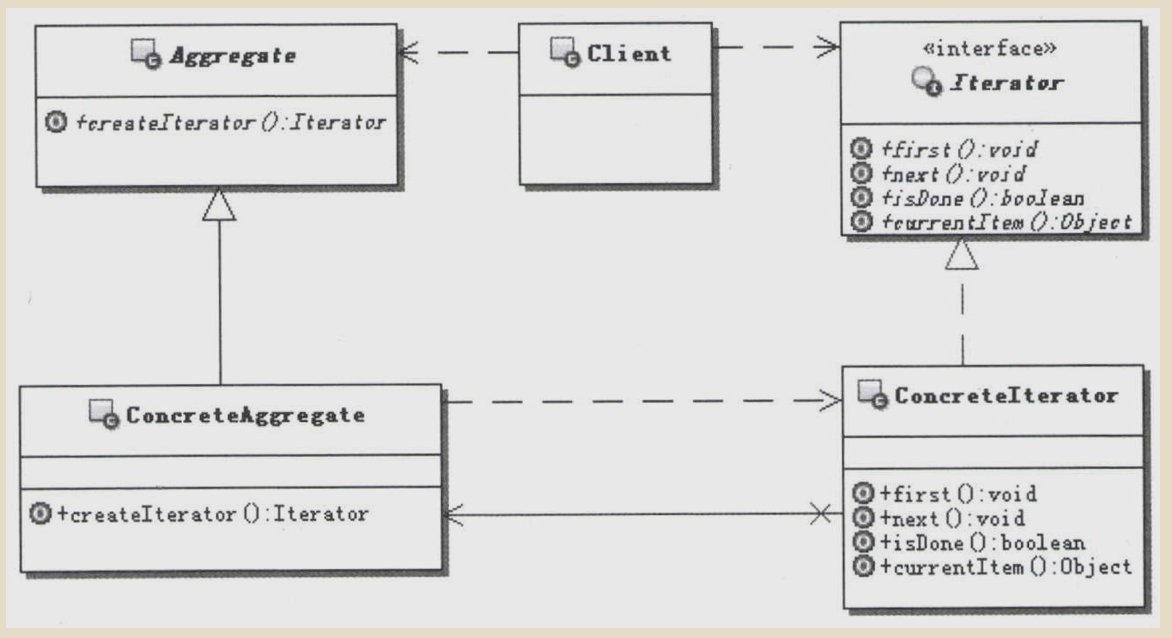 Aggregate
+createIterator():Iterator
Client
«interface»
Iterator
+first():void
+next():void
+isDone():boolean
+currentItem():Object
ConcreteAggregate
+createIterator():Iterator
ConcreteIterator
+first():void
+next():void
+isDone():boolean
+currentItem():Object